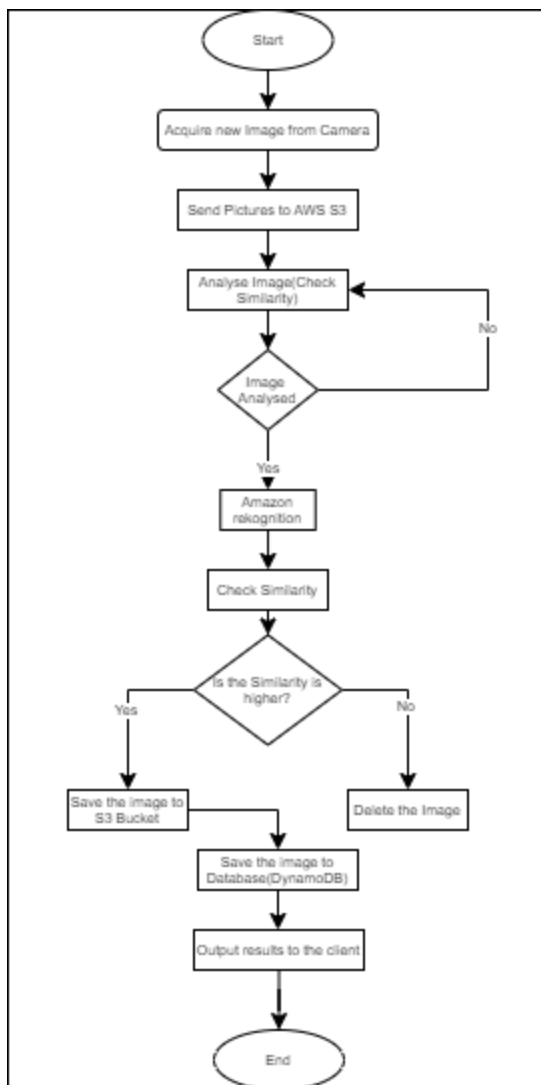 Start
Acquire new Image from Camera
Send Pictures to AWS S3
Analyse Image(Check
Similarity)
No
Image
Analysed
Yes
Amazon
rekognition
Check Similarity
Is the Similarity is
higher?
Yes
No
Save the image to
S3 Bucket
Delete the Image
Save the image to
Database(DynamoDB)
Output results to the client
End